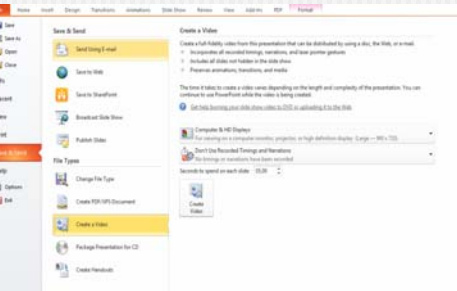 Home Insert Design Transitions Animations Slide Show Review View Add-Ins PDF Format
Save
Save As
Open
Close
Save & Send
Send Using E-mail
Save to Web
Save to SharePoint
Broadcast Slide Show
Publish Slides
File Types
Change File Type
Create PDF/XPS Document
Create a Video
Package Presentation for CD
Create Handouts
Options
Exit
Create a Video
Create a full-fidelity video from this presentation that can be distributed by using a disc, the Web, or e-mail.
Incorporates all recorded timings, narrations, and laser pointer gestures
Includes all slides not hidden in the slide show
Preserves animations, transitions, and media
The time it takes to create a video varies depending on the length and complexity of the presentation. You can
continue to use PowerPoint while the video is being created.
Get help burning your slide show video to DVD or uploading it to the Web
Computer & HD Displays
For viewing on a computer monitor, projector, or high definition display (Large — 960 x 720)
Don't Use Recorded Timings and Narrations
No timings or narrations have been recorded
Seconds to spend on each slide:
Create
Video